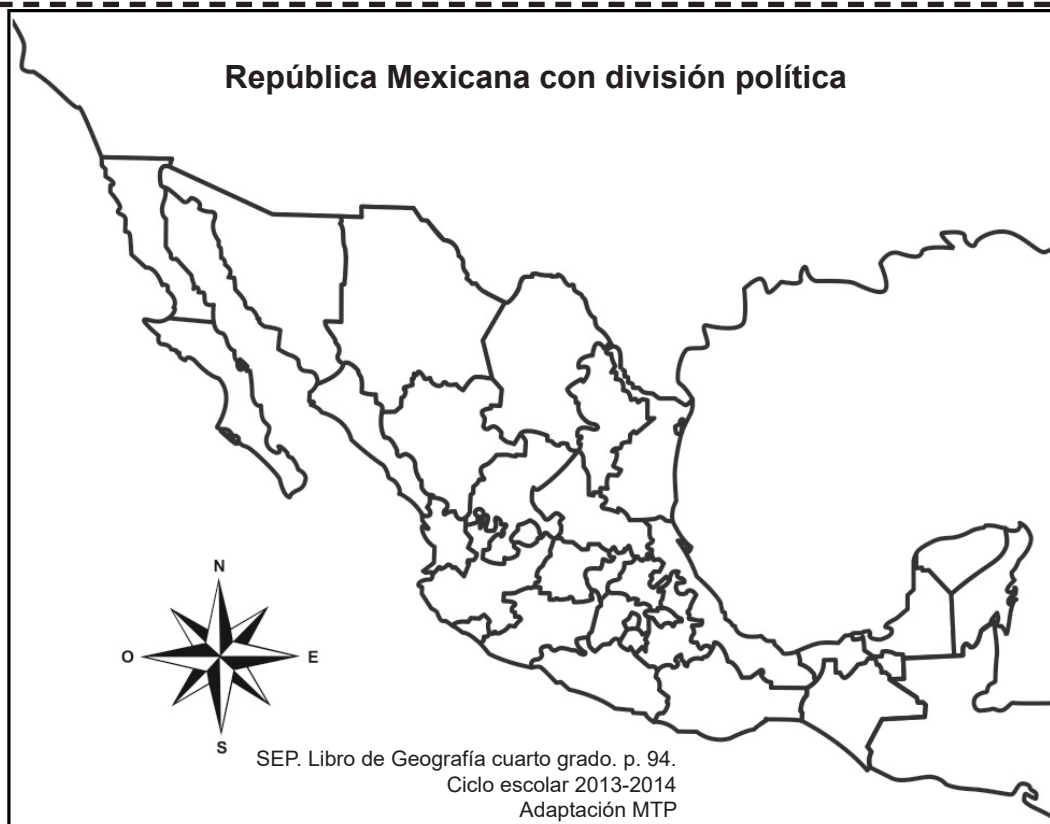 República Mexicana con división política
N
O
E
S
SEP. Libro de Geografía cuarto grado. p. 94.
Ciclo escolar 2013-2014
Adaptación MTP